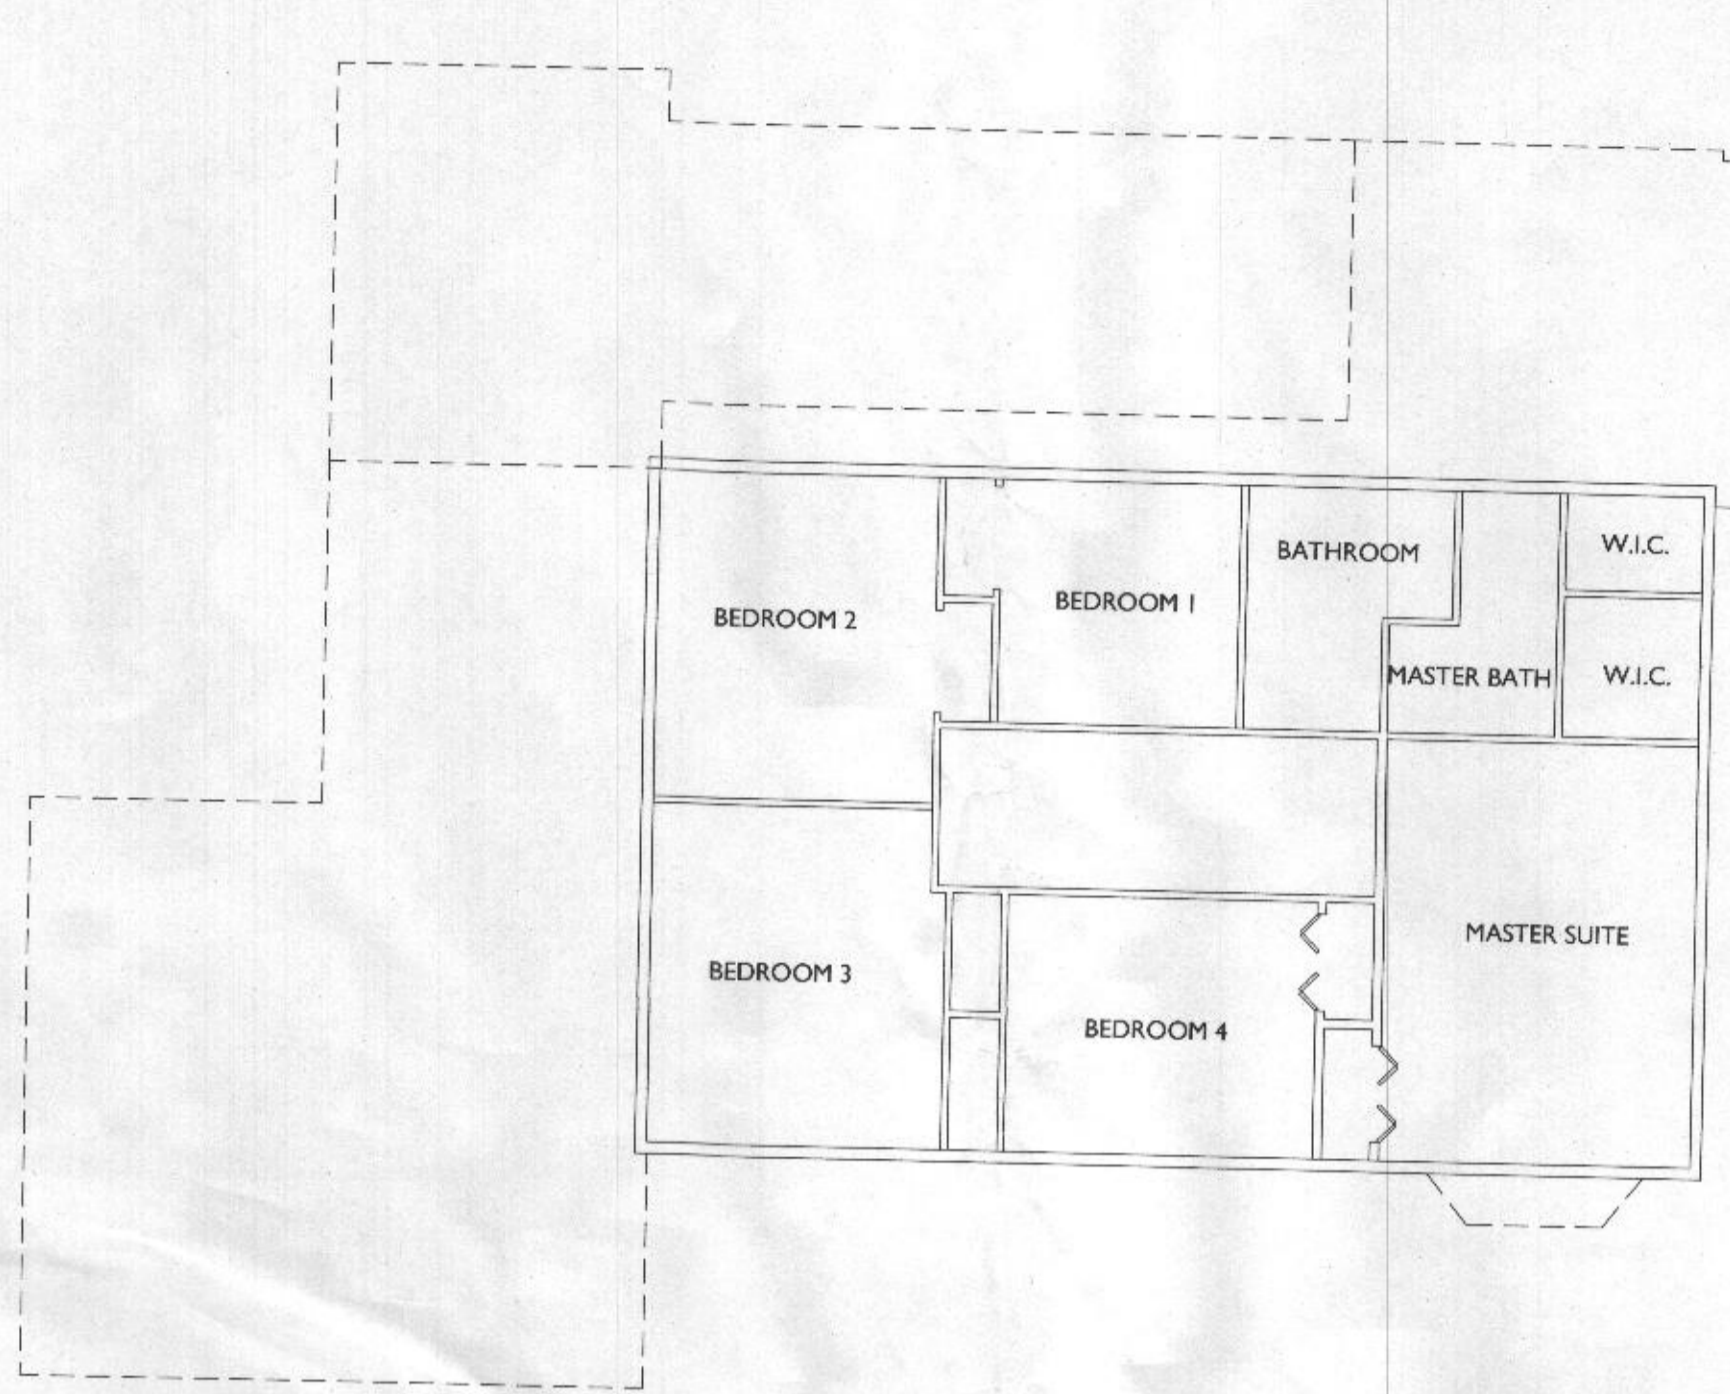 BATHROOM
W.I.C.
BEDROOM 2
BEDROOM 1
MASTER BATH
W.I.C.
MASTER SUITE
BEDROOM 3
BEDROOM 4